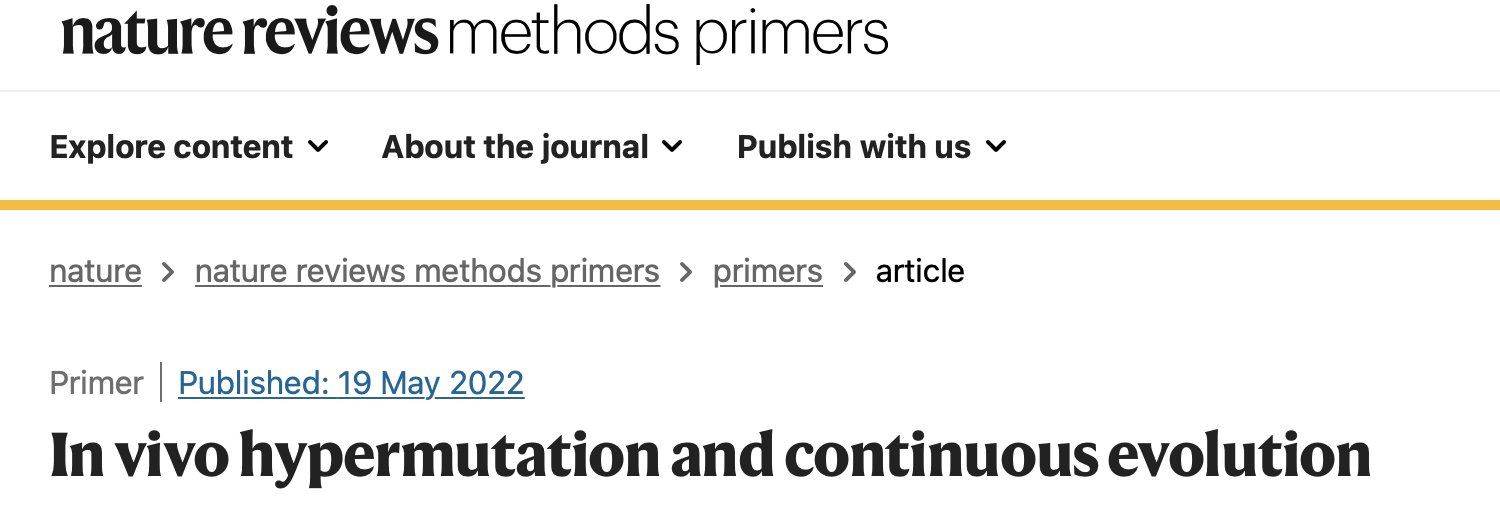 nature reviews methods primers
Explore content About the journal Publish with us
nature > nature reviews methods primers > primers > article
Primer | Published: 19 May 2022
In vivo hypermutation and continuous evolution